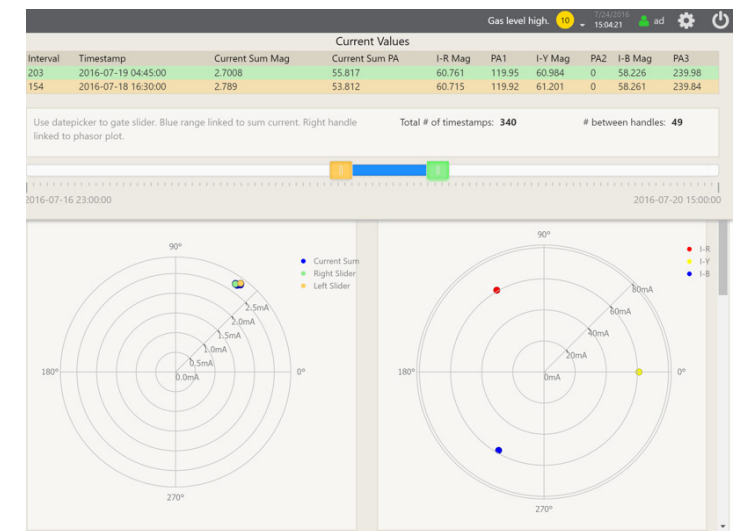 Gas level high. 10 7/24/2016 15:04:21 ad
Current Values
Interval Timestamp Current Sum Mag Current Sum PA I-R Mag PA1 I-Y Mag PA2 I-B Mag PA3
203 2016-07-19 04:45:00 2.7008 55.817 60.761 119.95 60.984 0 58.226 239.98
154 2016-07-18 16:30:00 2.789 53.812 60.715 119.92 61.201 0 58.261 239.84
Use datepicker to gate slider. Blue range linked to sum current. Right handle
linked to phasor plot.
Total # of timestamps: 340 # between handles: 49
2016-07-16 23:00:00 2016-07-20 15:00:00
90°
Current Sum
Right Slider
Left Slider
2.5mA
2.0mA
1.5mA
1.0mA
0.5mA
0.0mA
180° 0°
270°
90°
I-R
I-Y
I-B
80mA
60mA
40mA
20mA
0mA
180° 0°
270°